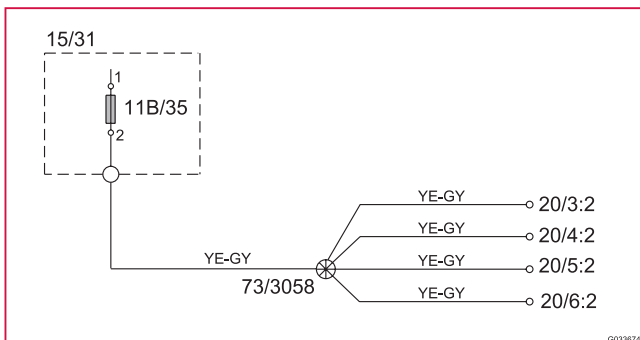 15/31
1
11B/35
2
YE-GY
20/3:2
YE-GY
20/4:2
YE-GY
YE-GY
20/5:2
73/3058
YE-GY
20/6:2
G033674